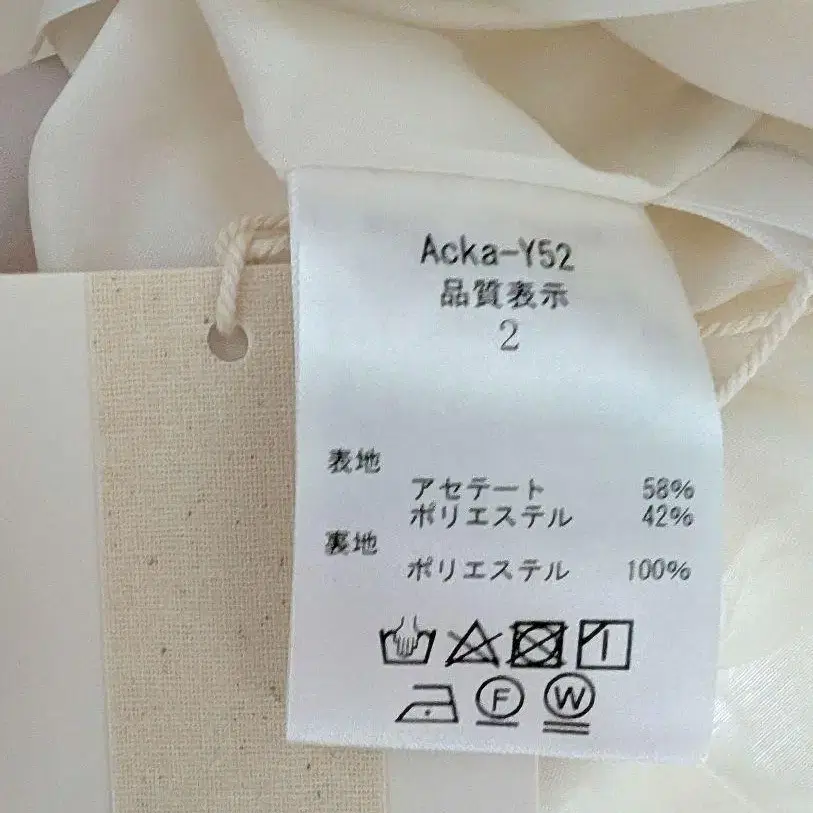 Acka-Y52
品質表示
2
表地
アセテート 58%
ポリエステル 42%
裏地
ポリエステル 100%
F W